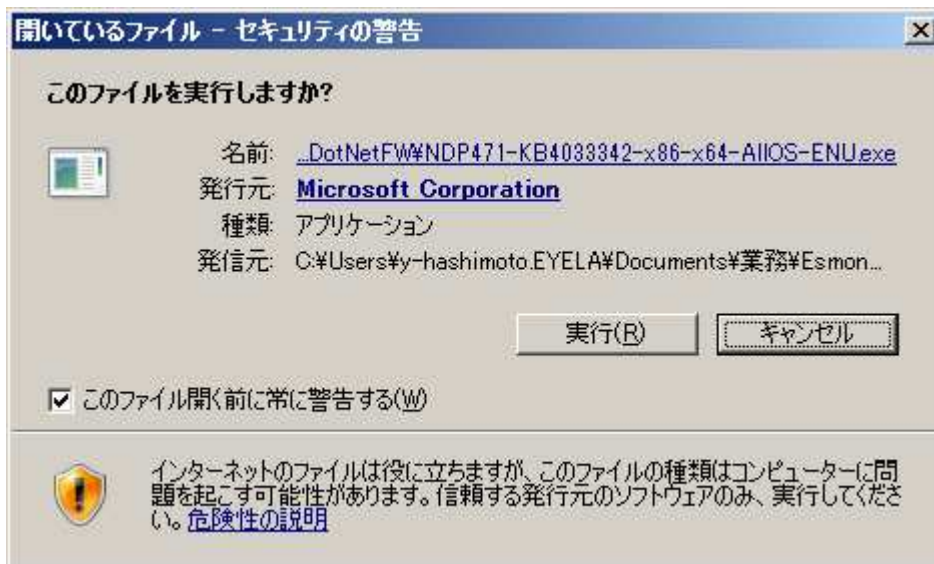 開いているファイル - セキュリティの警告
このファイルを実行しますか?
名前: ...DotNetFW¥NDP471-KB4033342-x86-x64-AllOS-ENU.exe
発行元: Microsoft Corporation
種類: アプリケーション
発信元: C:¥Users¥y-hashimoto.EYELA¥Documents¥業務¥Esmon...
実行(R) キャンセル
このファイル開く前に常に警告する(W)
インターネットのファイルは役に立ちますが、このファイルの種類はコンピューターに問
題を起こす可能性があります。信頼する発行元のソフトウェアのみ、実行してくださ
い。危険性の説明